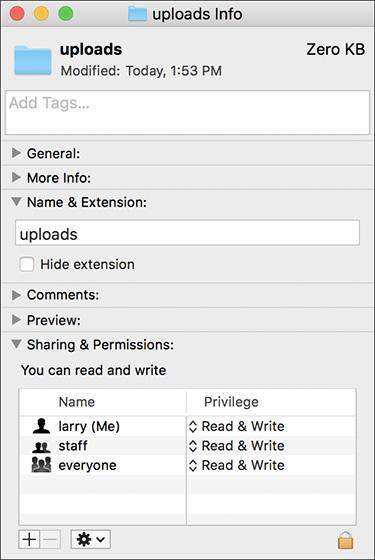 uploads Info
uploads
Zero KB
Modified: Today, 1:53 PM
Add Tags...
General:
More Info:
Name & Extension:
uploads
Hide extension
Comments:
Preview:
Sharing & Permissions:
You can read and write
Name Privilege
larry (Me) Read & Write
staff Read & Write
everyone Read & Write